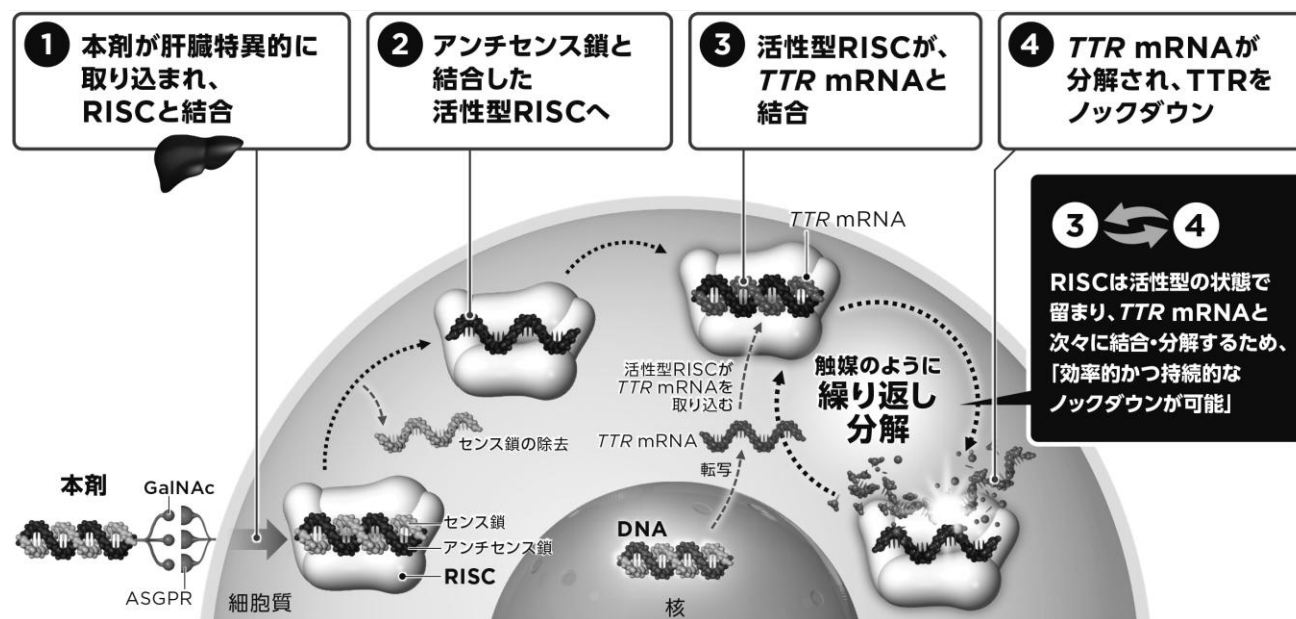 1 本剤が肝臓特異的に
取り込まれ、
RISCと結合
2 アンチセンス鎖と
結合した
活性型RISCへ
3 活性型RISCが、
TTR mRNAと
結合
4 TTR mRNAが
分解され、TTRを
ノックダウン
3 4
RISCは活性型の状態で
留まり、TTR mRNAと
次々に結合・分解するため、
「効率的かつ持続的な
ノックダウンが可能」
TTR mRNA
活性型RISCが
TTR mRNAを
取り込む
触媒のように
繰り返し
分解
センス鎖の除去
TTR mRNA
転写
本剤
GalNAc
ASGPR
センス鎖
アンチセンス鎖
RISC
細胞質
DNA
核